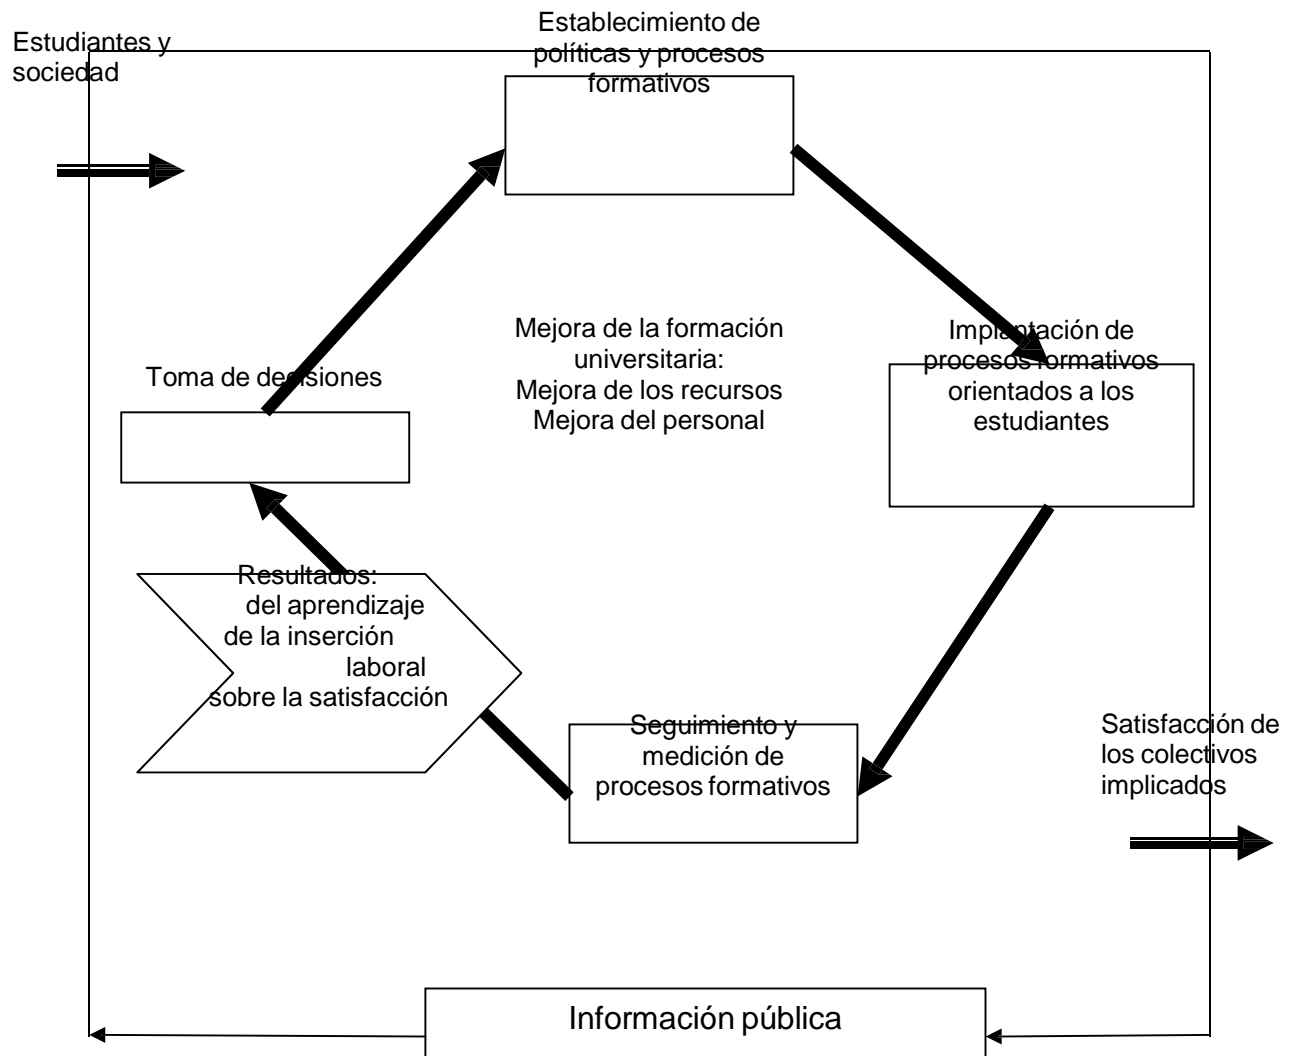 Establecimiento de
políticas y procesos
formativos
Estudiantes y
sociedad
Mejora de la formación
universitaria:
Mejora de los recursos
Mejora del personal
Implantación de
procesos formativos
orientados a los
estudiantes
Toma de decisiones
Resultados:
del aprendizaje
de la inserción
laboral
sobre la satisfacción
Seguimiento y
medición de
procesos formativos
Satisfacción de
los colectivos
implicados
Información pública